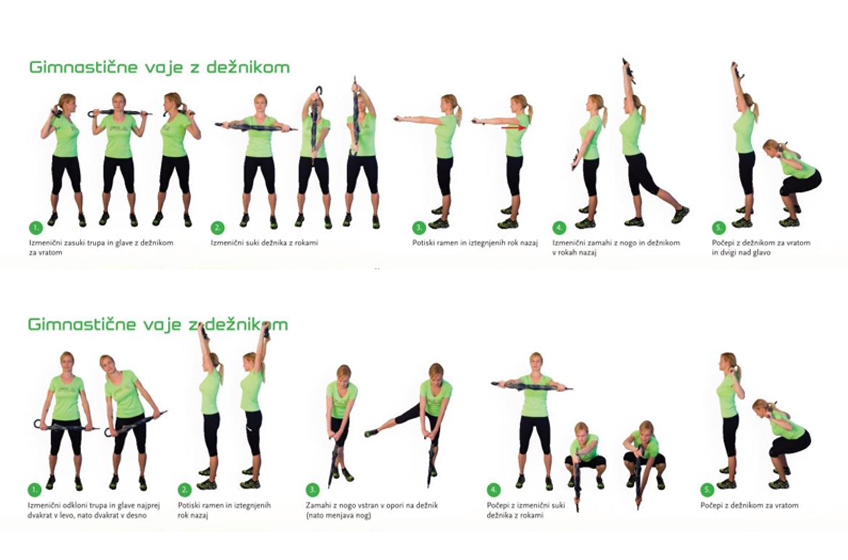 Gimnastične vaje z dežnikom
1.
Izmenični zasuki trupa in glave z dežnikom
za vratom
2.
Izmenični suki dežnika z rokami
3.
Potiski ramen in iztegnjenih rok nazaj
4.
Izmenični zamahi z nogo in dežnikom
v rokah nazaj
5.
Počepi z dežnikom za vratom
in dvigi nad glavo
Gimnastične vaje z dežnikom
1.
Izmenični odkloni trupa in glave najprej
dvakrat v levo, nato dvakrat v desno
2.
Potiski ramen in iztegnjenih
rok nazaj
3.
Zamahi z nogo vstran v opori na dežnik
(nato menjava nog)
4.
Počepi z izmenični suki
dežnika z rokami
5.
Počepi z dežnikom za vratom